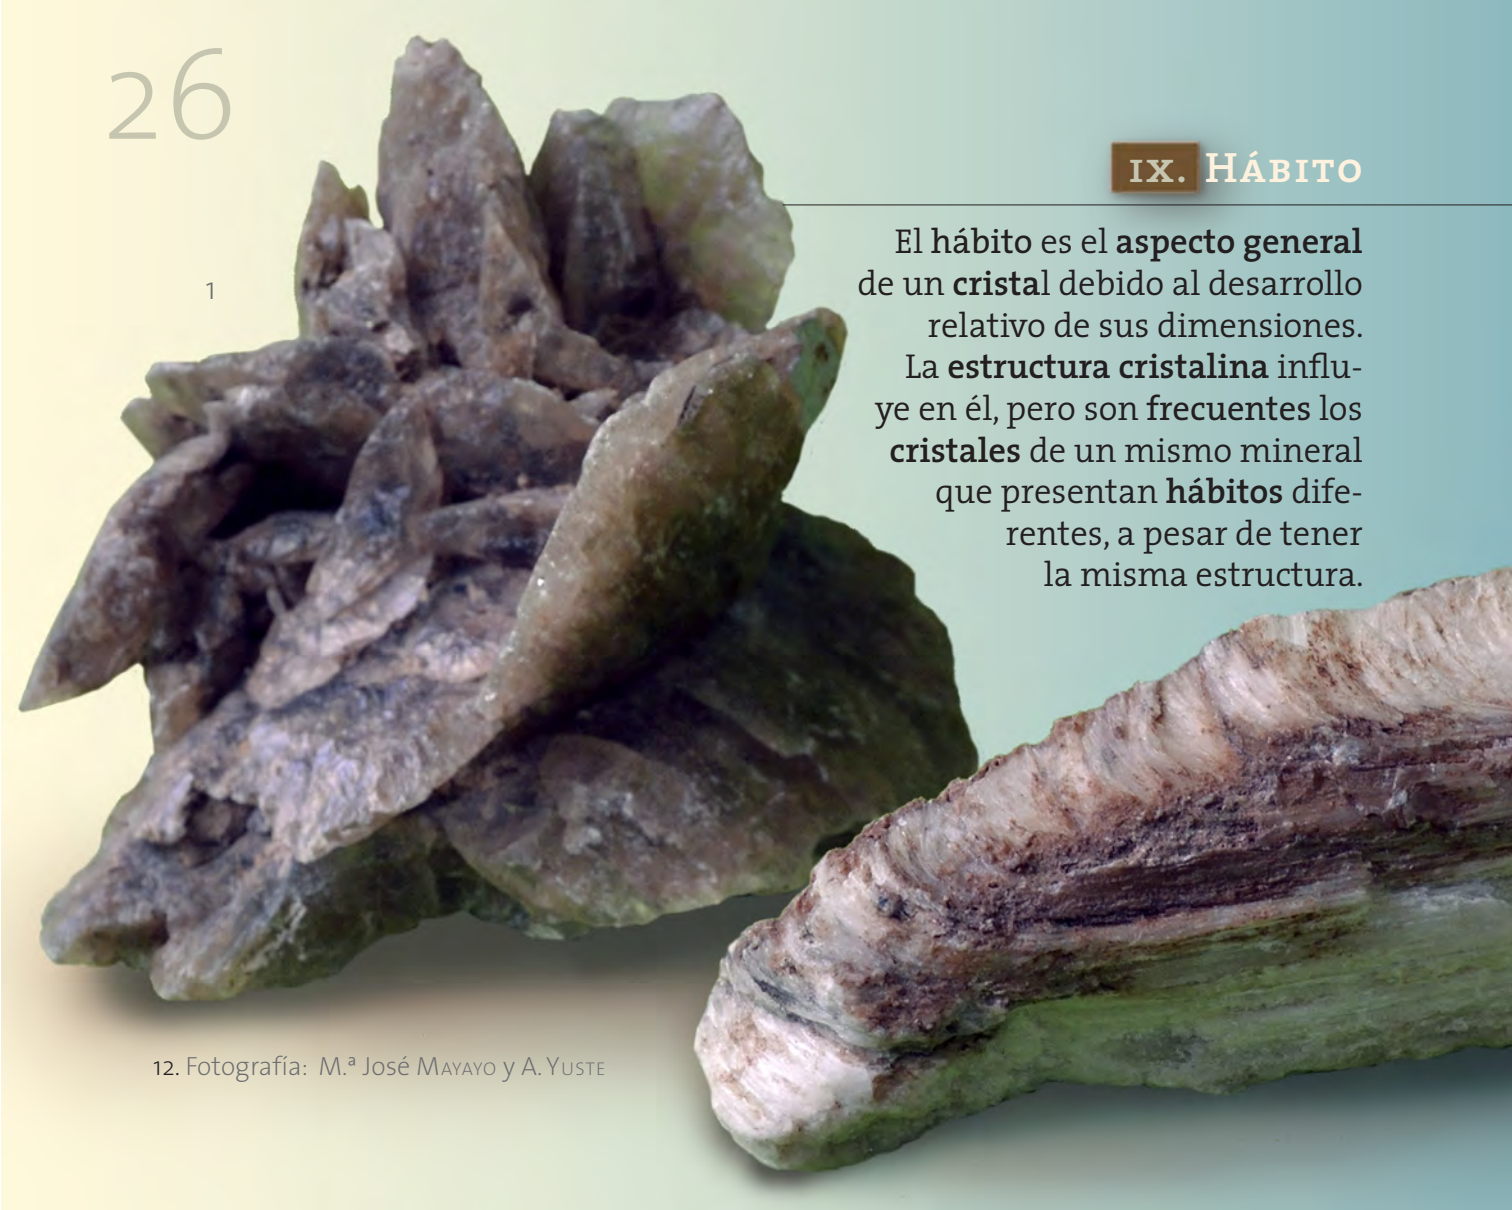 26
IX. HÁBITO
El hábito es el aspecto general
de un cristal debido al desarrollo
relativo de sus dimensiones.
La estructura cristalina influ-
ye en él, pero son frecuentes los
cristales de un mismo mineral
que presentan hábitos dife-
rentes, a pesar de tener
la misma estructura.
1
12. Fotografía: M.ª José MAYAYO y A. YUSTE